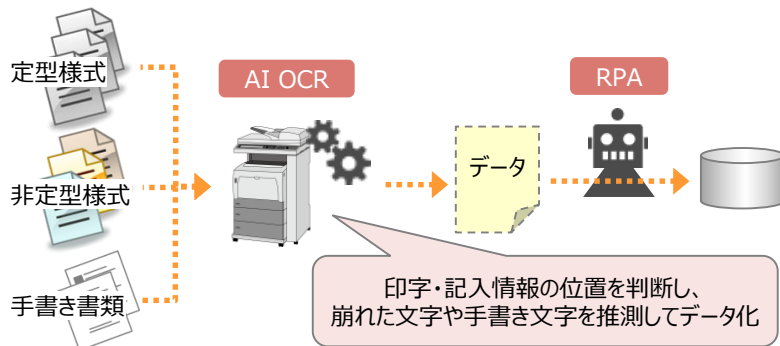 定型様式
AI OCR
RPA
データ
非定型様式
手書き書類
印字・記入情報の位置を判断し、
崩れた文字や手書き文字を推測してデータ化